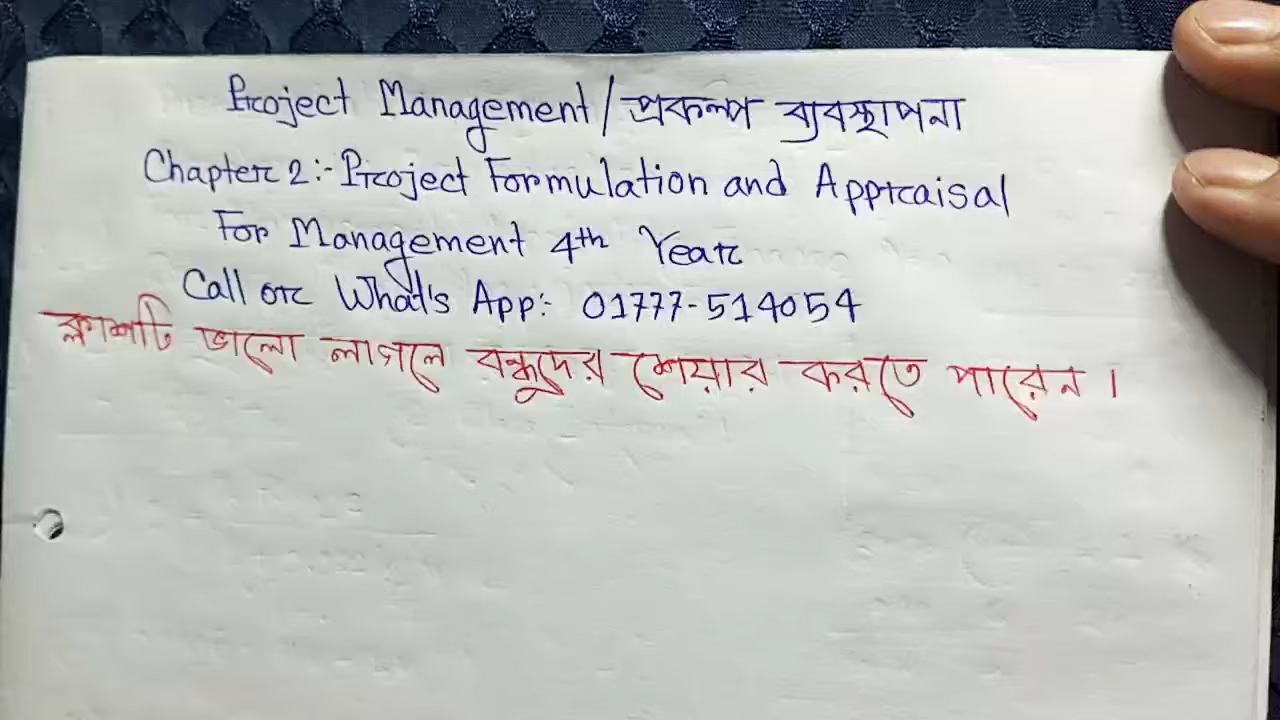 Project Management/প্রকল্প ব্যবস্থাপনা
Chapter 2:- Project Formulation and Appraisal
For Management 4th Year
Call or What's App:- 01777-514054
ক্লাশটি ভালো লাগলে বন্ধুদের শেয়ার করতে পারেন।